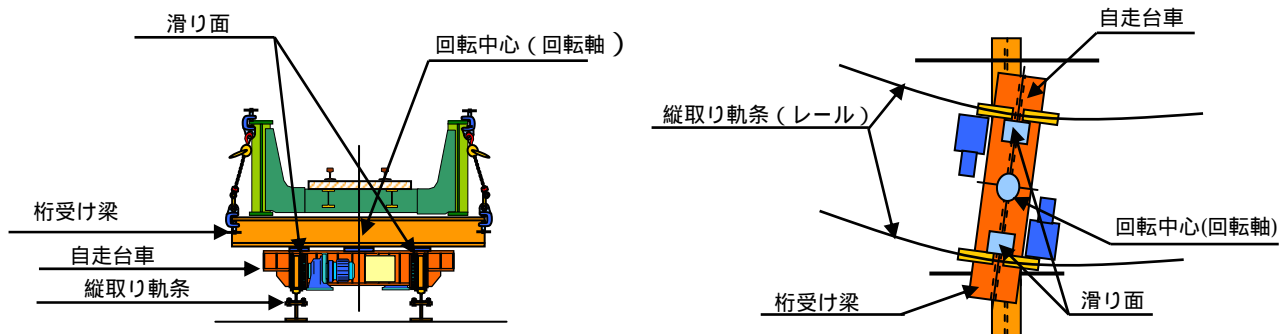 滑り面
回転中心(回転軸)
桁受け梁
自走台車
縦取り軌条
自走台車
縦取り軌条(レール)
回転中心(回転軸)
桁受け梁
滑り面